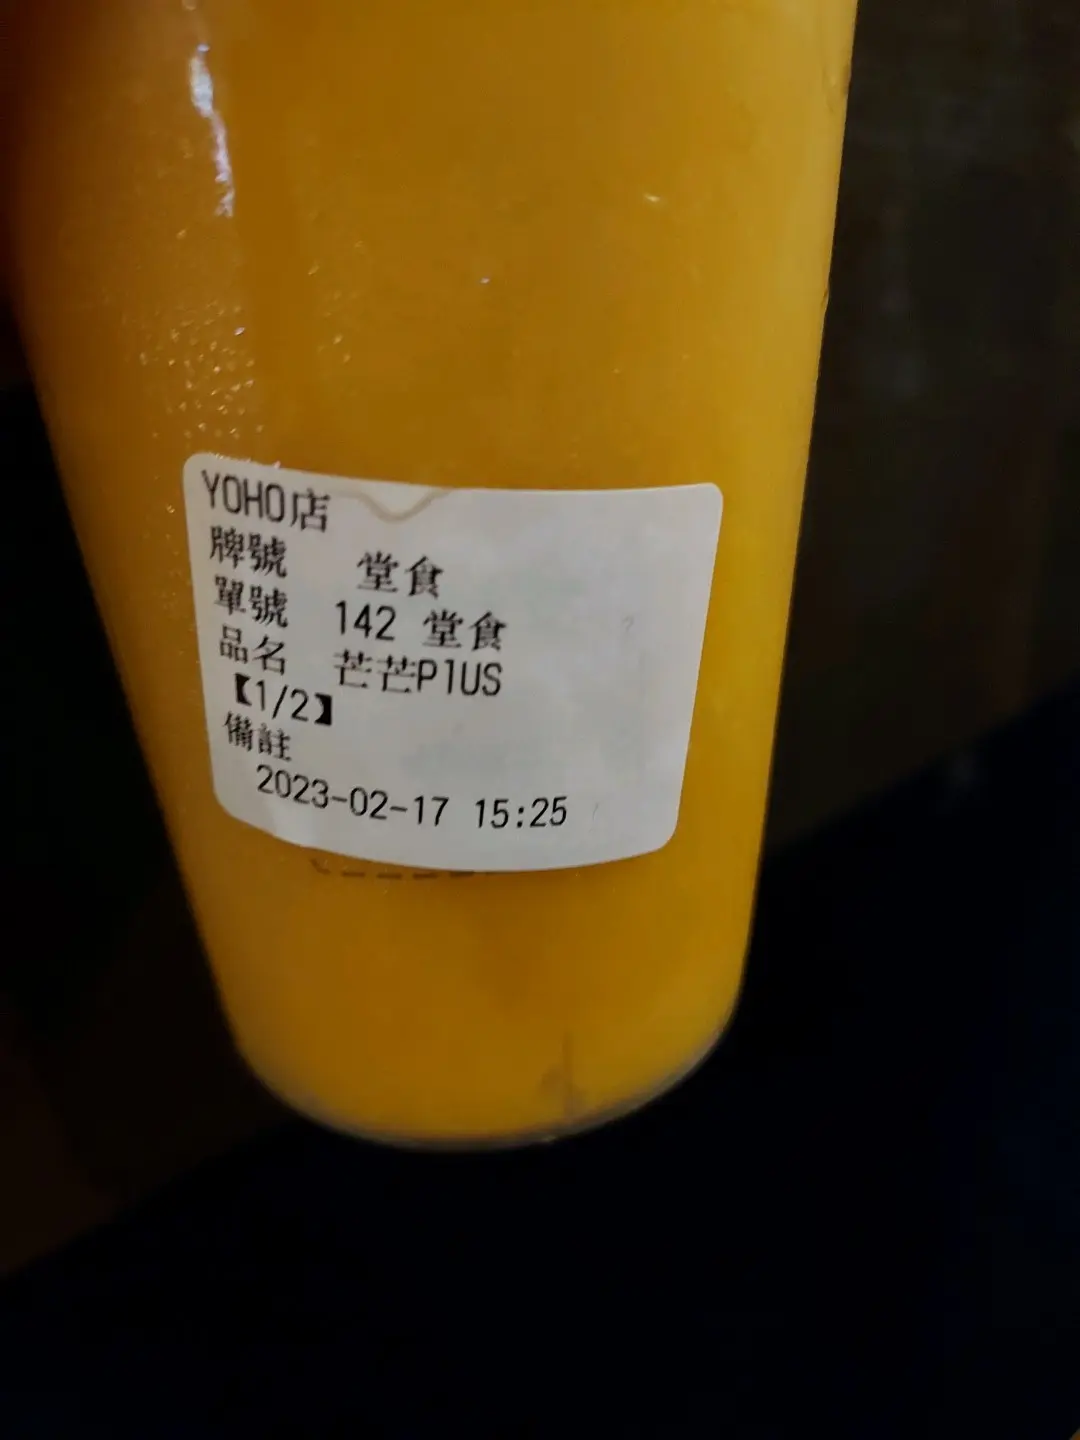 YOHO店
牌號 堂食
單號 142 堂食
品名 芒芒PlUS
【1/2】
備註
2023-02-17 15:25